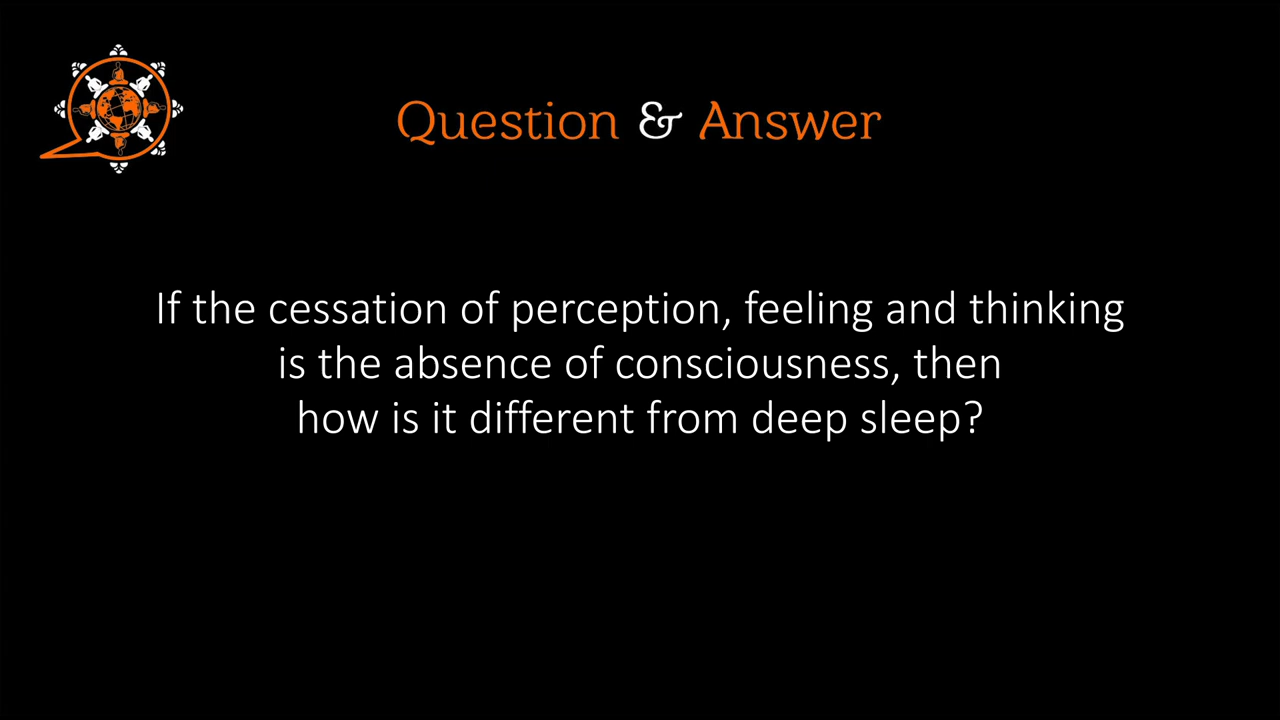 Question & Answer
If the cessation of perception, feeling and thinking
is the absence of consciousness, then
how is it different from deep sleep?